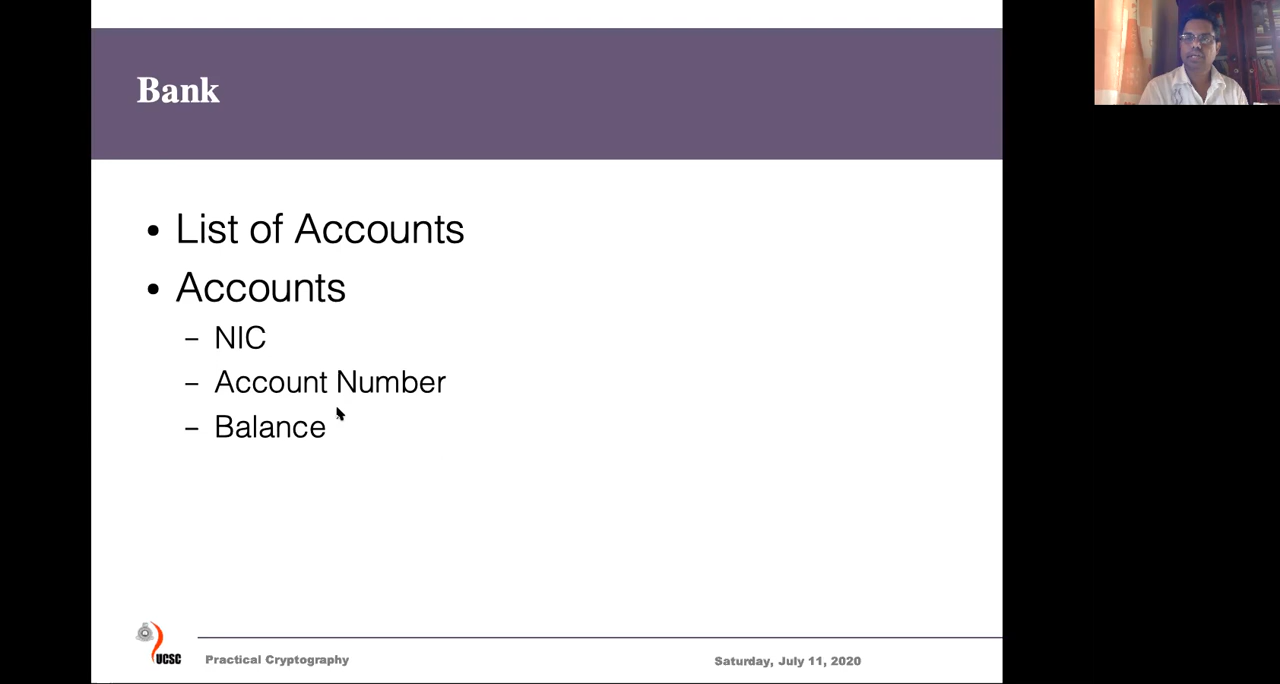 Bank
• List of Accounts
• Accounts
– NIC
– Account Number
– Balance
UCSC
Practical Cryptography
Saturday, July 11, 2020